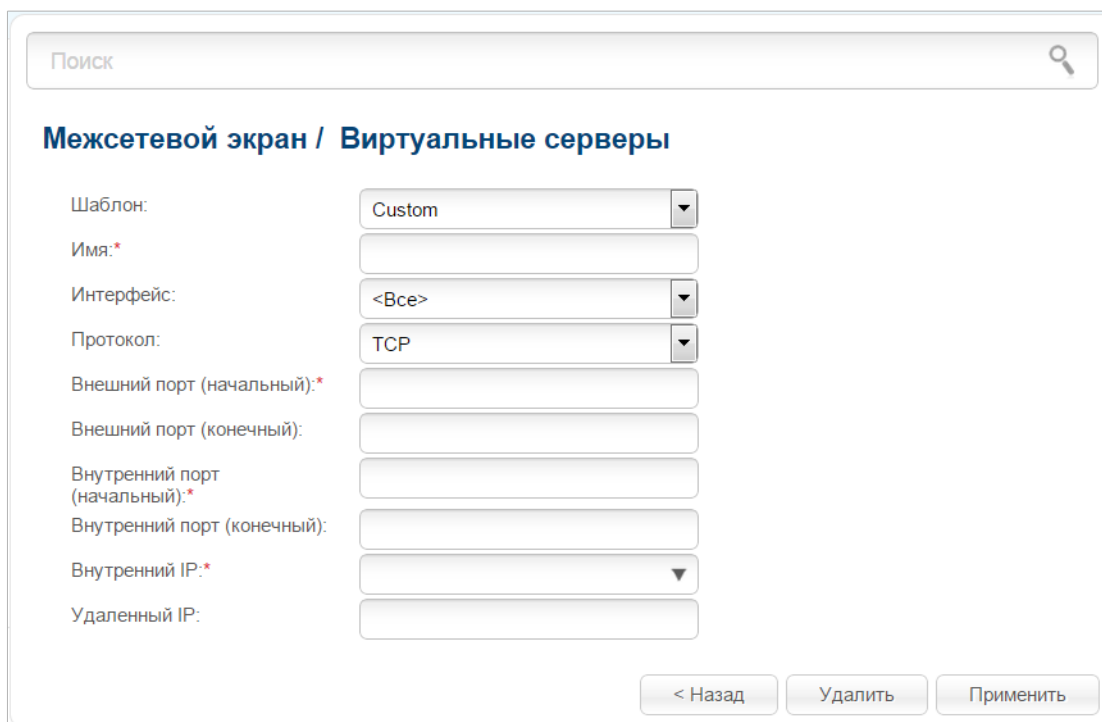 Поиск
Межсетевой экран / Виртуальные серверы
Шаблон: Custom
Имя:*
Интерфейс: <Все>
Протокол: TCP
Внешний порт (начальный):*
Внешний порт (конечный):
Внутренний порт
(начальный):*
Внутренний порт (конечный):
Внутренний IP:*
Удаленный IP:
< Назад Удалить Применить